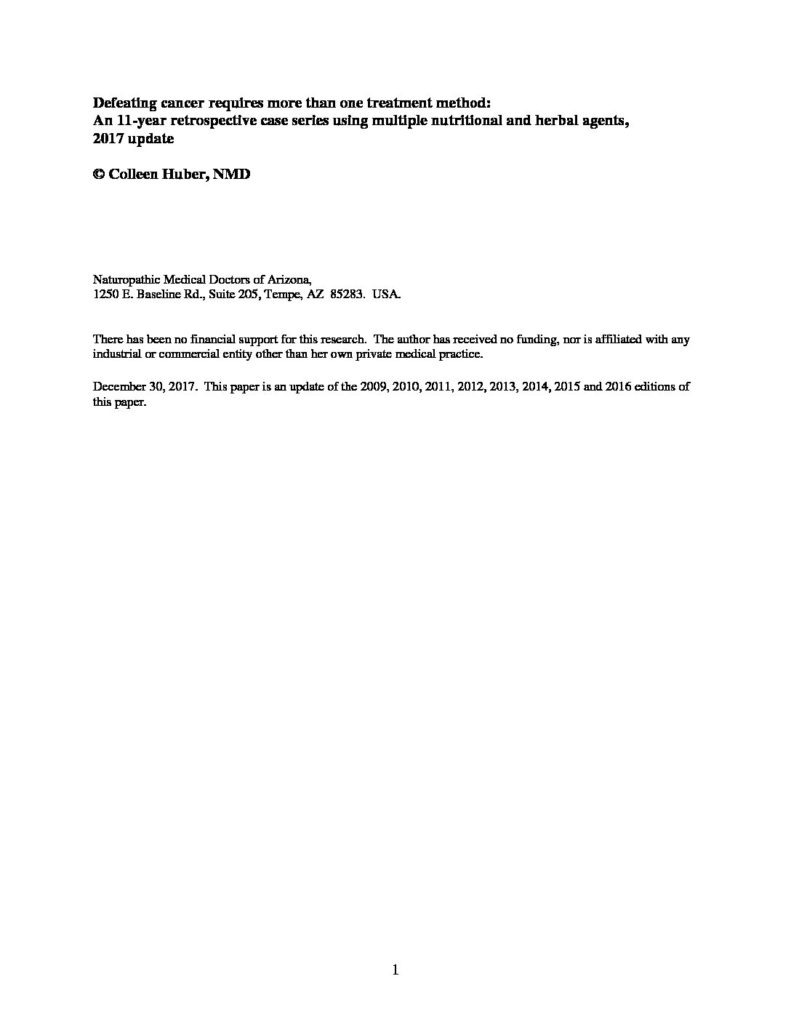 Defeating cancer requires more than one treatment method:
An 11-year retrospective case series using multiple nutritional and herbal agents,
2017 update
© Colleen Huber, NMD
Naturopathic Medical Doctors of Arizona,
1250 E. Baseline Rd., Suite 205, Tempe, AZ 85283. USA.
There has been no financial support for this research. The author has received no funding, nor is affiliated with any
industrial or commercial entity other than her own private medical practice.
December 30, 2017. This paper is an update of the 2009, 2010, 2011, 2012, 2013, 2014, 2015 and 2016 editions of
this paper.
1